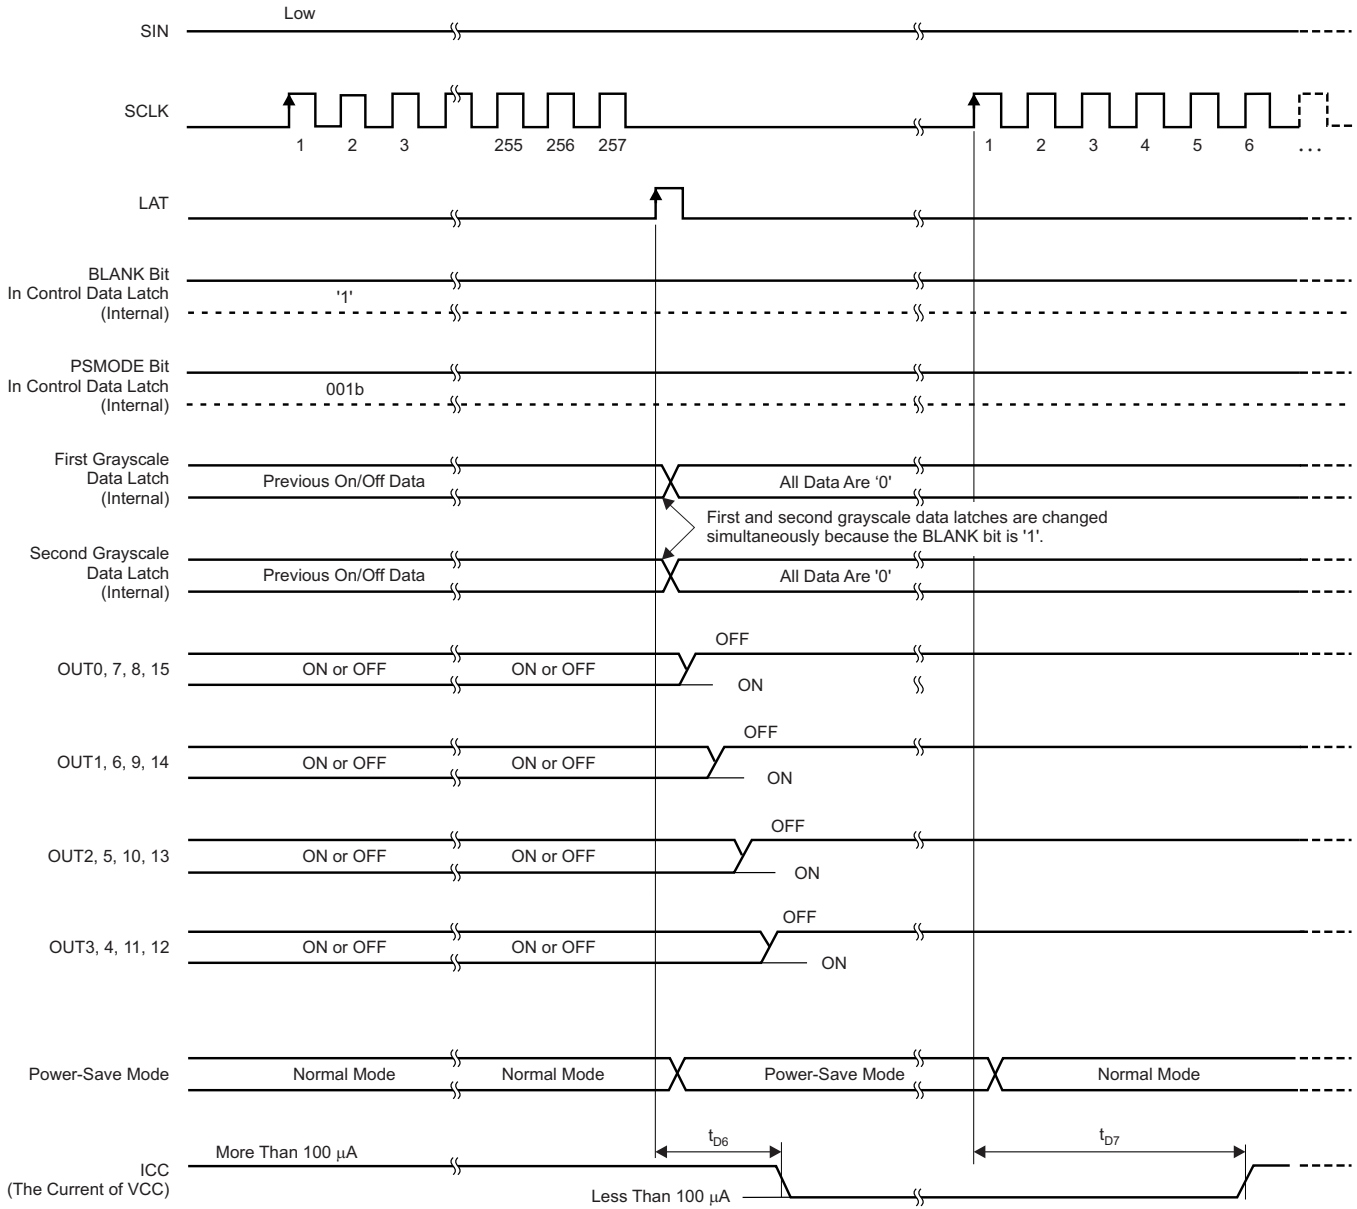 Low
SIN
SCLK
1 2 3 255 256 257 1 2 3 4 5 6 ...
LAT
BLANK Bit
In Control Data Latch
(Internal)
'1'
PSMODE Bit
In Control Data Latch
(Internal)
001b
First Grayscale
Data Latch
(Internal)
Previous On/Off Data
All Data Are ‘0'
First and second grayscale data latches are changed
simultaneously because the BLANK bit is '1'.
Second Grayscale
Data Latch
(Internal)
Previous On/Off Data
All Data Are '0'
OUT0, 7, 8, 15
ON or OFF
ON or OFF
OFF
ON
OUT1, 6, 9, 14
ON or OFF
ON or OFF
OFF
ON
OUT2, 5, 10, 13
ON or OFF
ON or OFF
OFF
ON
OUT3, 4, 11, 12
ON or OFF
ON or OFF
OFF
ON
Power-Save Mode
Normal Mode
Normal Mode
Power-Save Mode
Normal Mode
ICC
(The Current of VCC)
More Than 100 μA
tD6
Less Than 100 μA
tD7